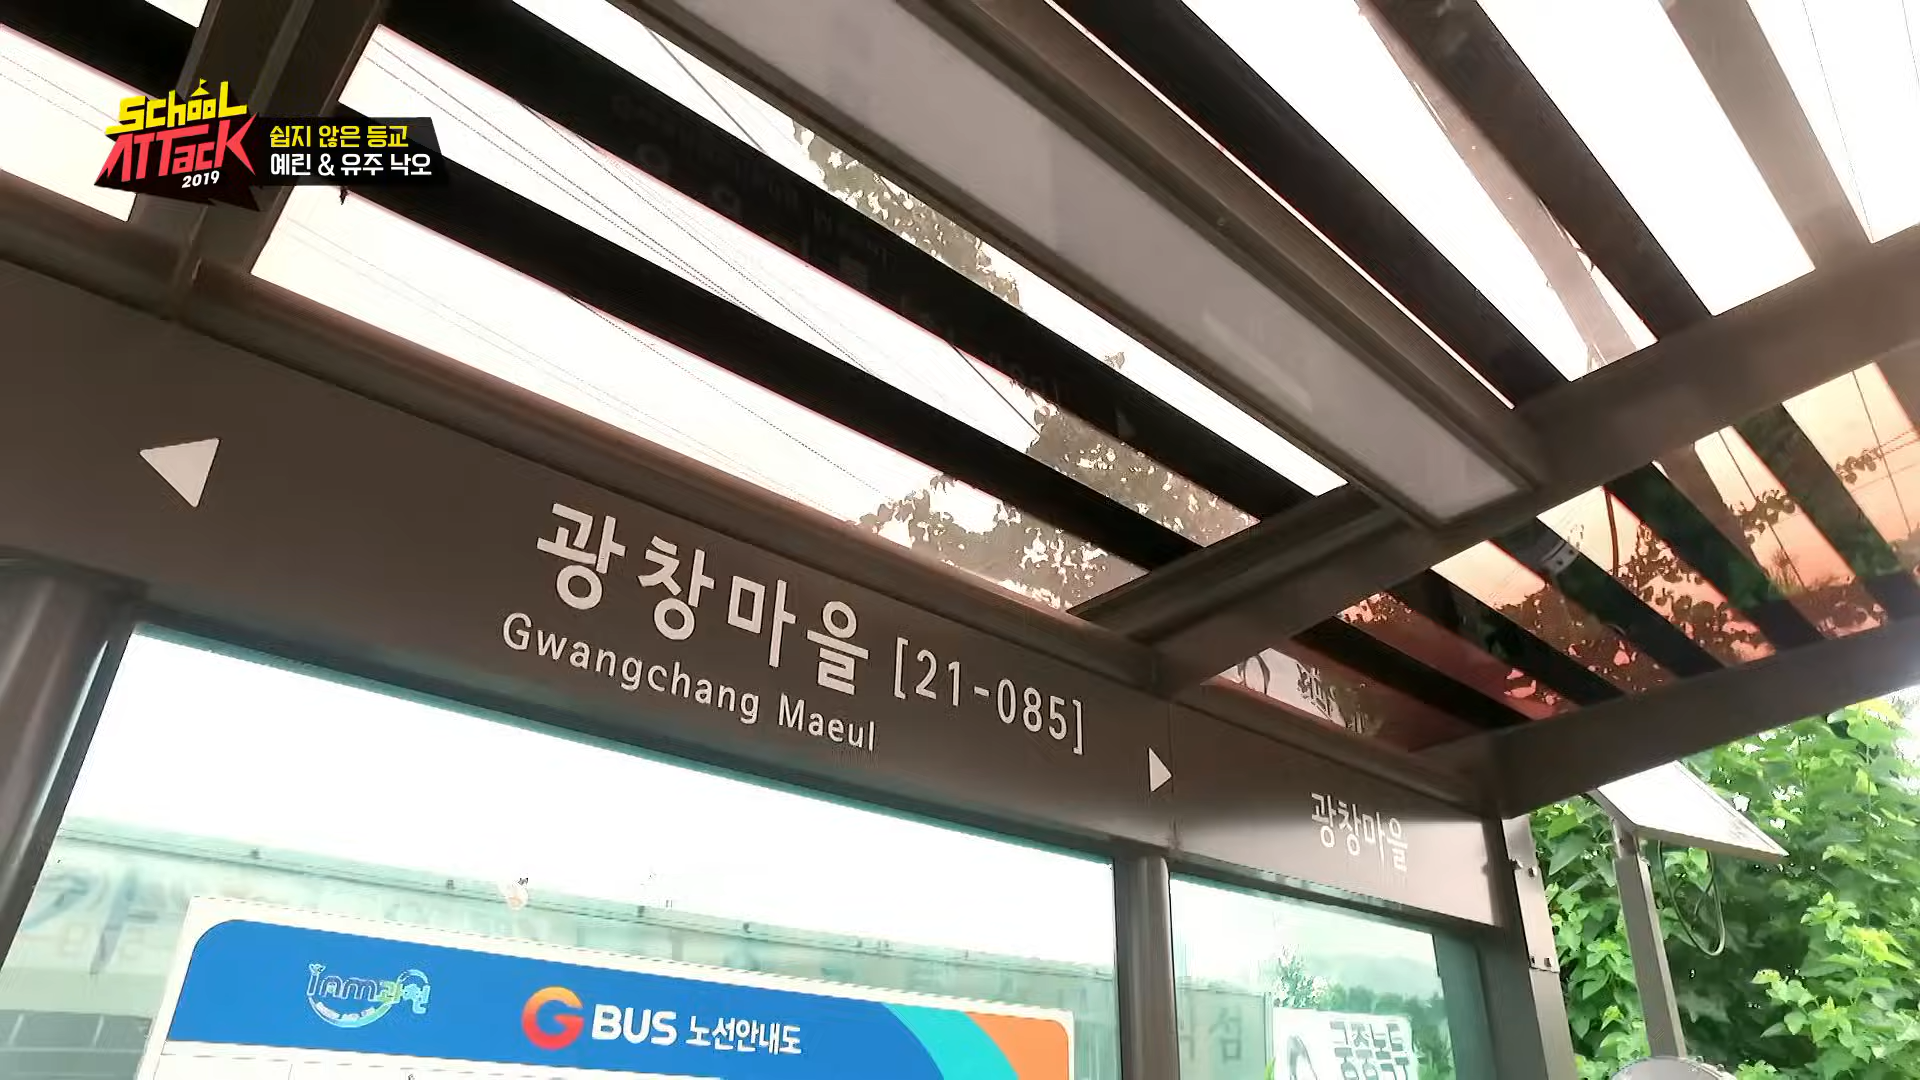 SCHOOL
ATTACK
2019
쉽지 않은 등교
예린 & 유주 낙오
광창마을 [21-085]
Gwangchang Maeul
광창마을
G BUS 노선안내도